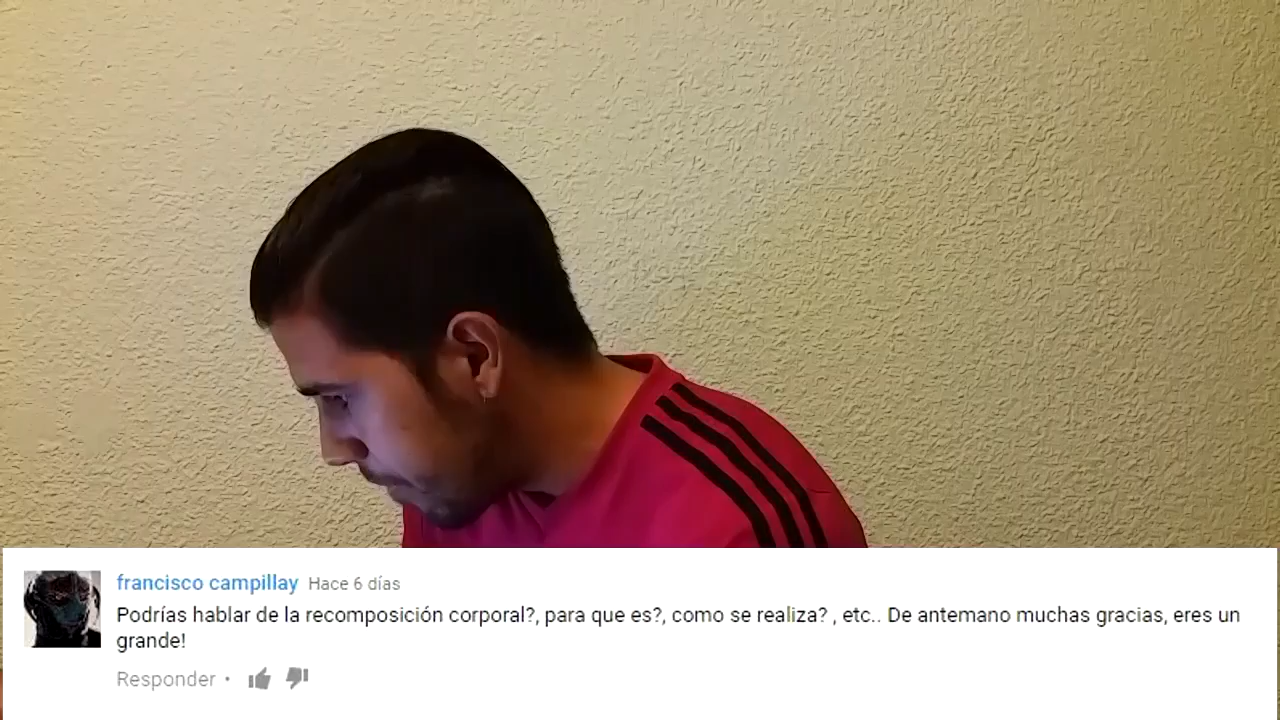 francisco campillay Hace 6 días
Podrías hablar de la recomposición corporal?, para que es?, como se realiza? , etc.. De antemano muchas gracias, eres un
grande!
Responder •